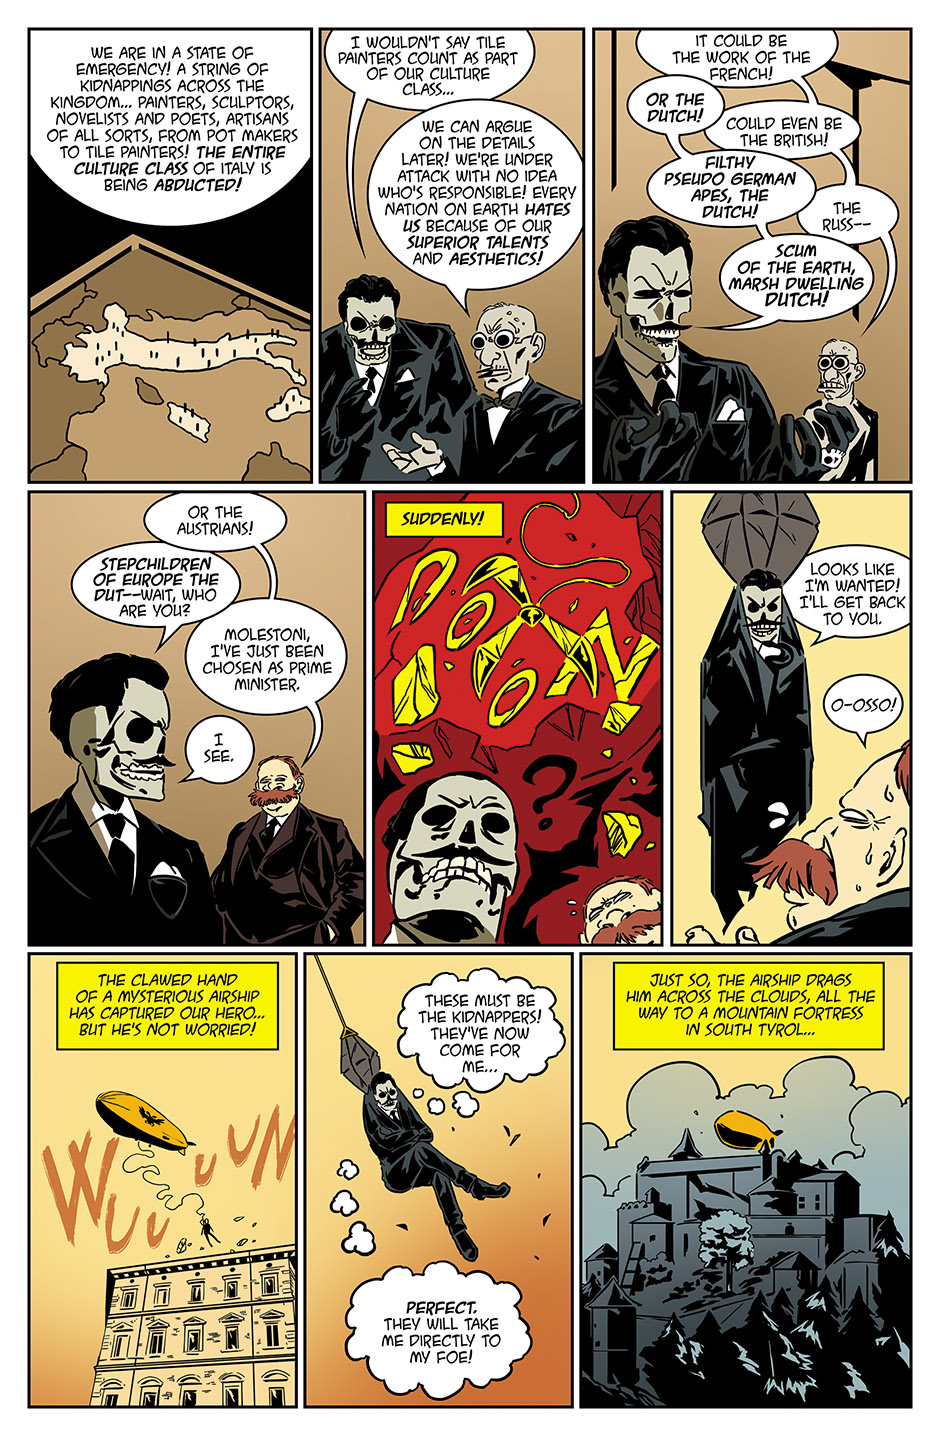 WE ARE IN A STATE OF
EMERGENCY! A STRING OF
KIDNAPPINGS ACROSS THE
KINGDOM... PAINTERS, SCULPTORS,
NOVELISTS AND POETS, ARTISANS
OF ALL SORTS, FROM POT MAKERS
TO TILE PAINTERS! THE ENTIRE
CULTURE CLASS OF ITALY IS
BEING ABDUCTED!
I WOULDN'T SAY TILE
PAINTERS COUNT AS PART
OF OUR CULTURE
CLASS...
WE CAN ARGUE
ON THE DETAILS
LATER! WE'RE UNDER
ATTACK WITH NO IDEA
WHO'S RESPONSIBLE! EVERY
NATION ON EARTH HATES
US BECAUSE OF OUR
SUPERIOR TALENTS
AND AESTHETICS!
IT COULD BE
THE WORK OF THE
FRENCH!
OR THE
DUTCH!
COULD EVEN BE
THE BRITISH!
FILTHY
PSEUDO GERMAN
APES, THE
DUTCH!
THE
RUSS--
SCUM
OF THE EARTH,
MARSH DWELLING
DUTCH!
OR THE
AUSTRIANS!
STEPCHILDREN
OF EUROPE THE
DUT--WAIT, WHO
ARE YOU?
MOLESTONI,
I'VE JUST BEEN
CHOSEN AS PRIME
MINISTER.
I
SEE.
SUDDENLY!
?
LOOKS LIKE
I'M WANTED!
I'LL GET BACK
TO YOU.
O-OSSO!
THE CLAWED HAND
OF A MYSTERIOUS AIRSHIP
HAS CAPTURED OUR HERO...
BUT HE'S NOT WORRIED!
WUUUUUN
THESE MUST BE
THE KIDNAPPERS!
THEY'VE NOW
COME FOR
ME...
PERFECT.
THEY WILL TAKE
ME DIRECTLY TO
MY FOE!
JUST SO, THE AIRSHIP DRAGS
HIM ACROSS THE CLOUDS, ALL THE
WAY TO A MOUNTAIN FORTRESS
IN SOUTH TYROL...